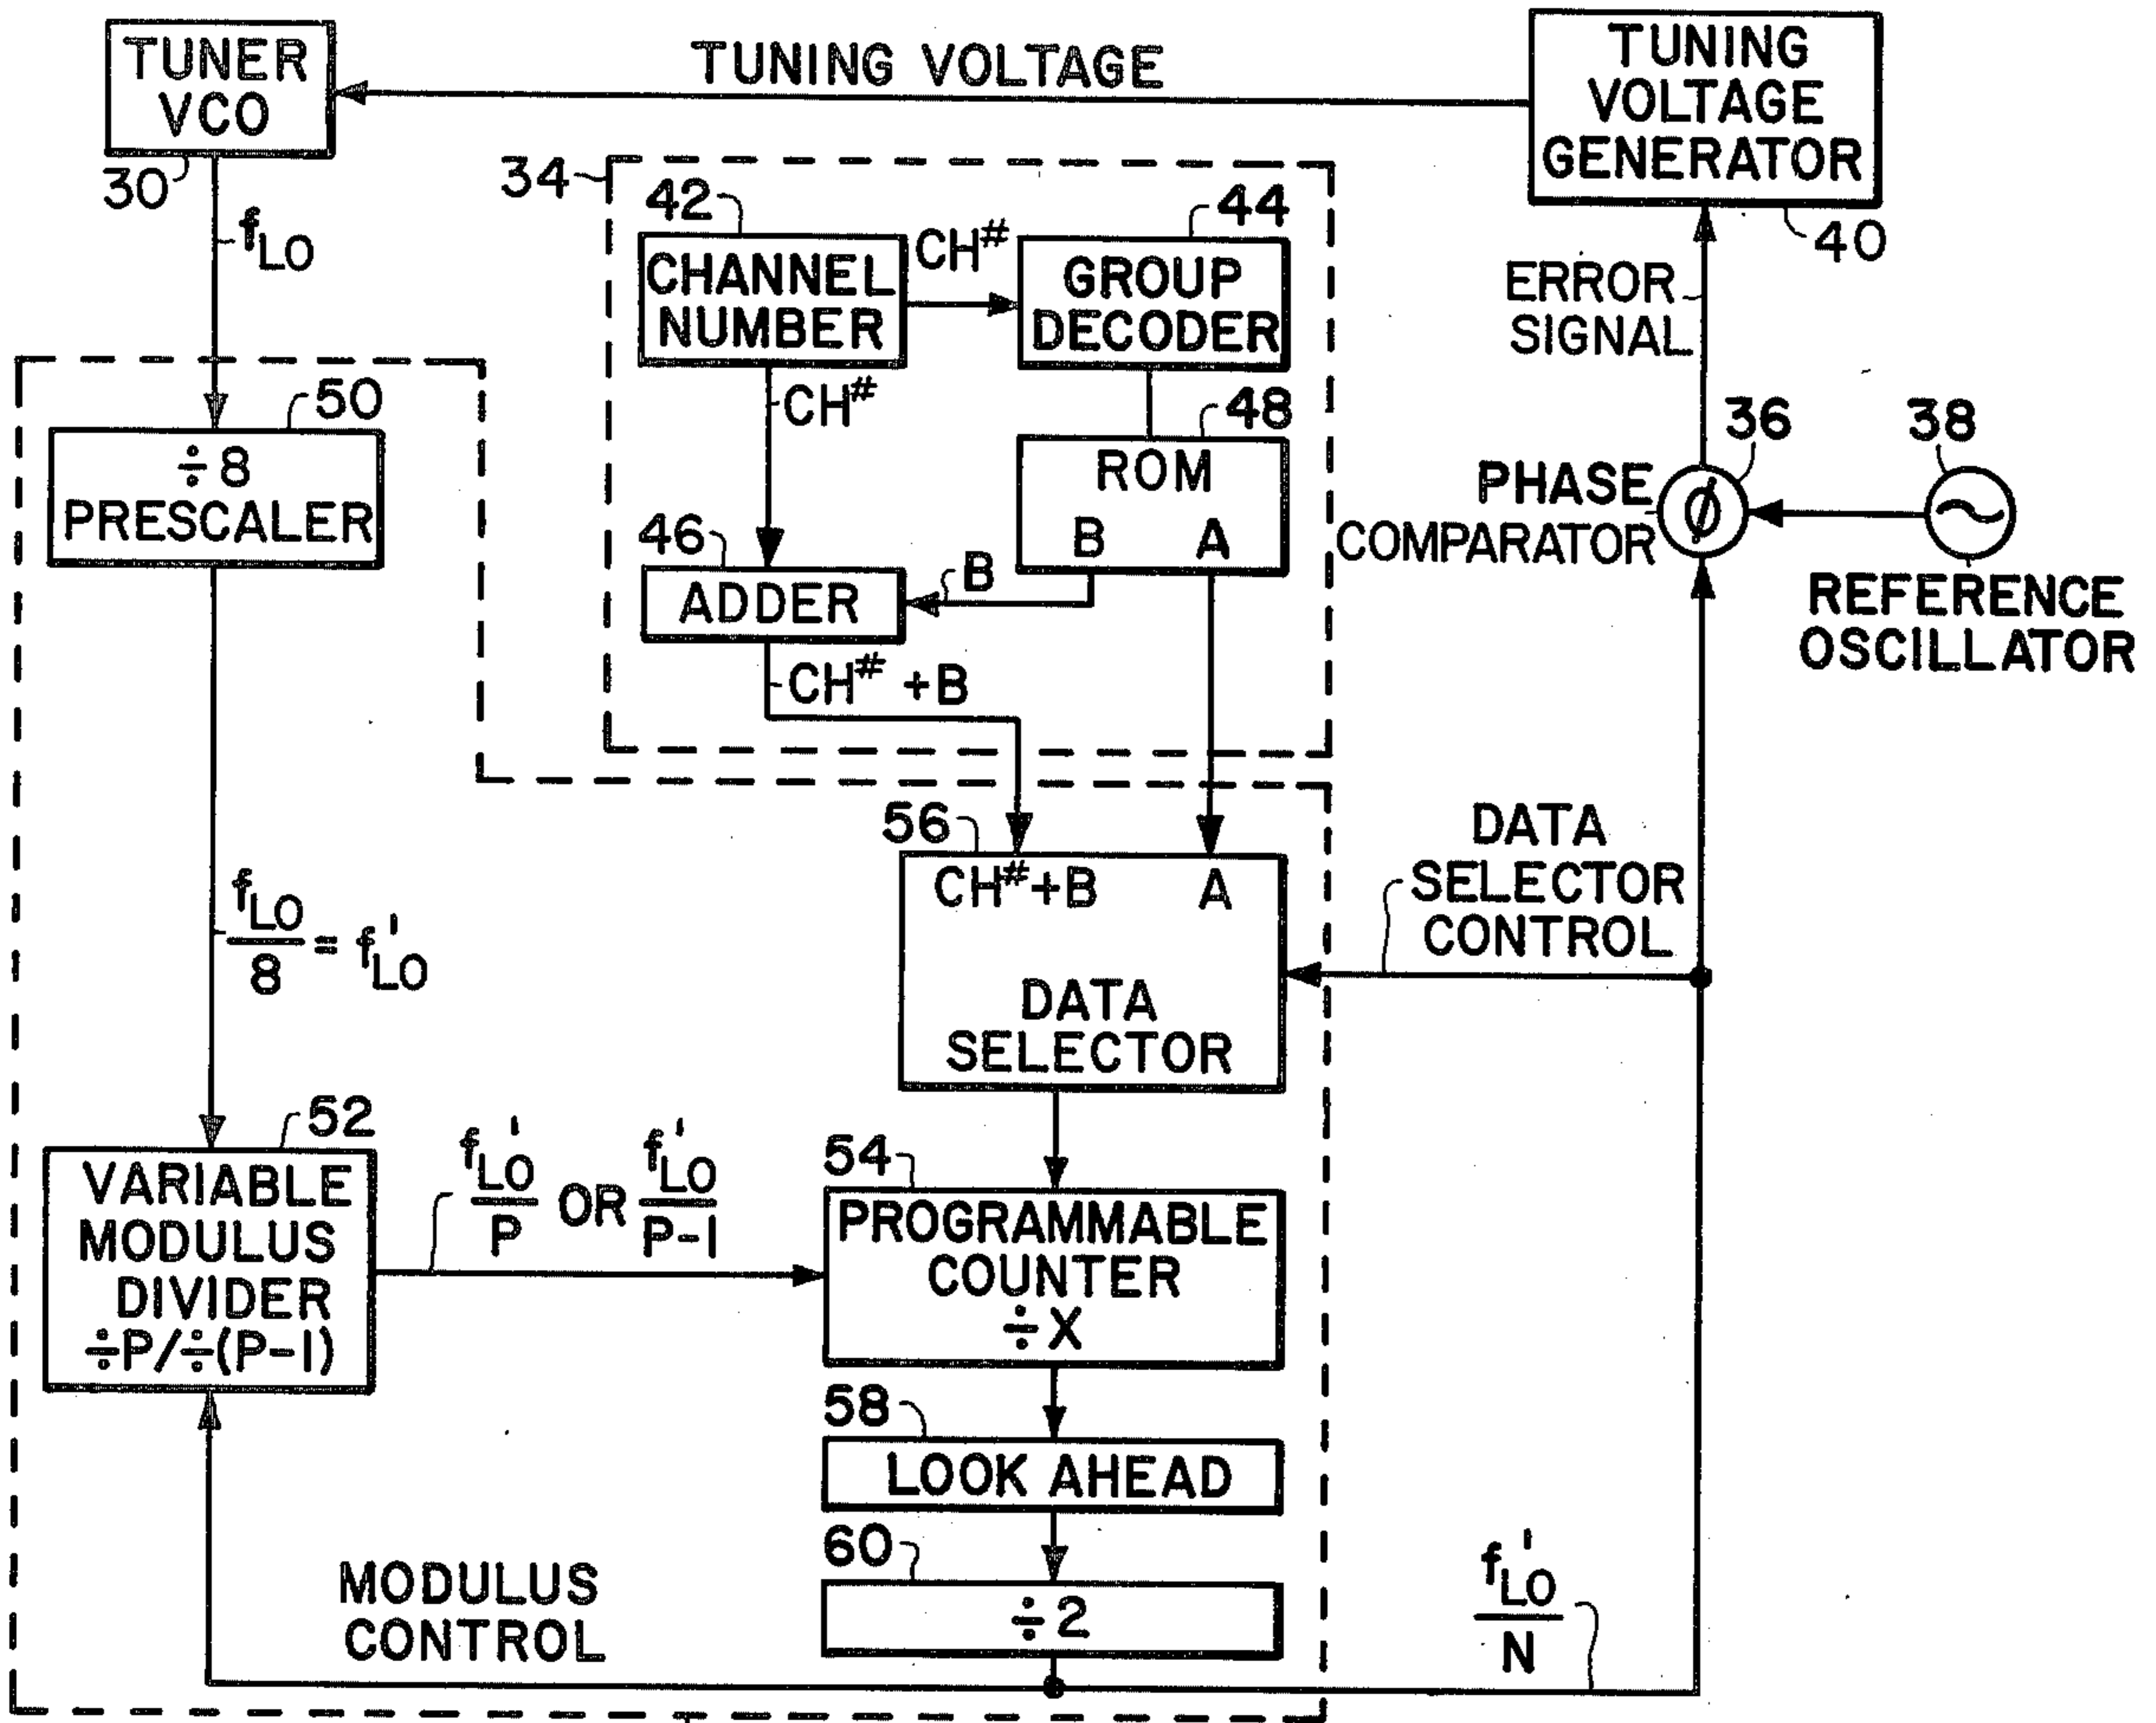 TUNER
VCO
30
TUNING VOLTAGE
TUNING
VOLTAGE
GENERATOR
40
fLO
34
42
CHANNEL
NUMBER
CH#
44
GROUP
DECODER
CH#
48
ROM
B A
46
ADDER
B
CH# +B
ERROR
SIGNAL
36
PHASE
COMPARATOR
ϕ
38
~
REFERENCE
OSCILLATOR
50
÷8
PRESCALER
fLO
8
= f'LO
56
CH#+B A
DATA
SELECTOR
DATA
SELECTOR
CONTROL
52
VARIABLE
MODULUS
DIVIDER
÷P/÷(P-1)
f'LO
P
OR
f'LO
P-1
54
PROGRAMMABLE
COUNTER
÷X
58
LOOK AHEAD
60
÷2
MODULUS
CONTROL
f'LO
N